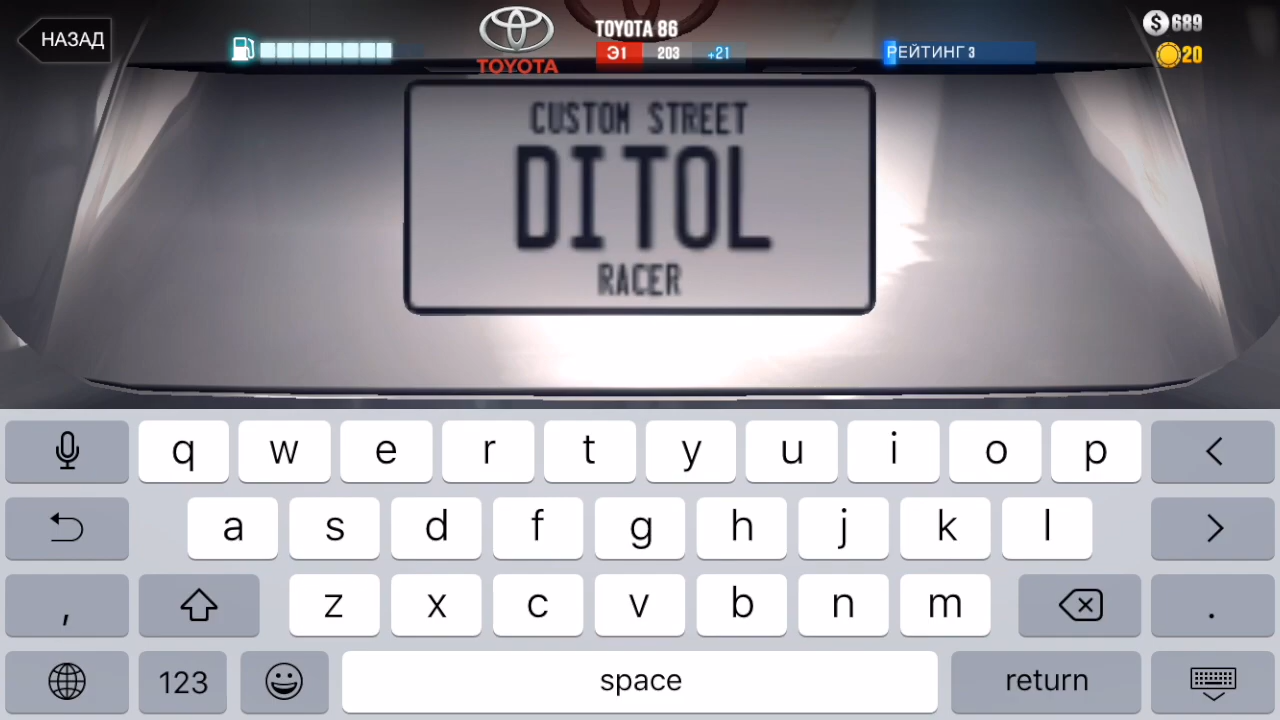 НАЗАД
TOYOTA
TOYOTA 86
Э1 203 +21
РЕЙТИНГ 3
$ 689
20
CUSTOM STREET
DITOL
RACER
q w e r t y u i o p <
a s d f g h j k l >
, z x c v b n m .
123 space return